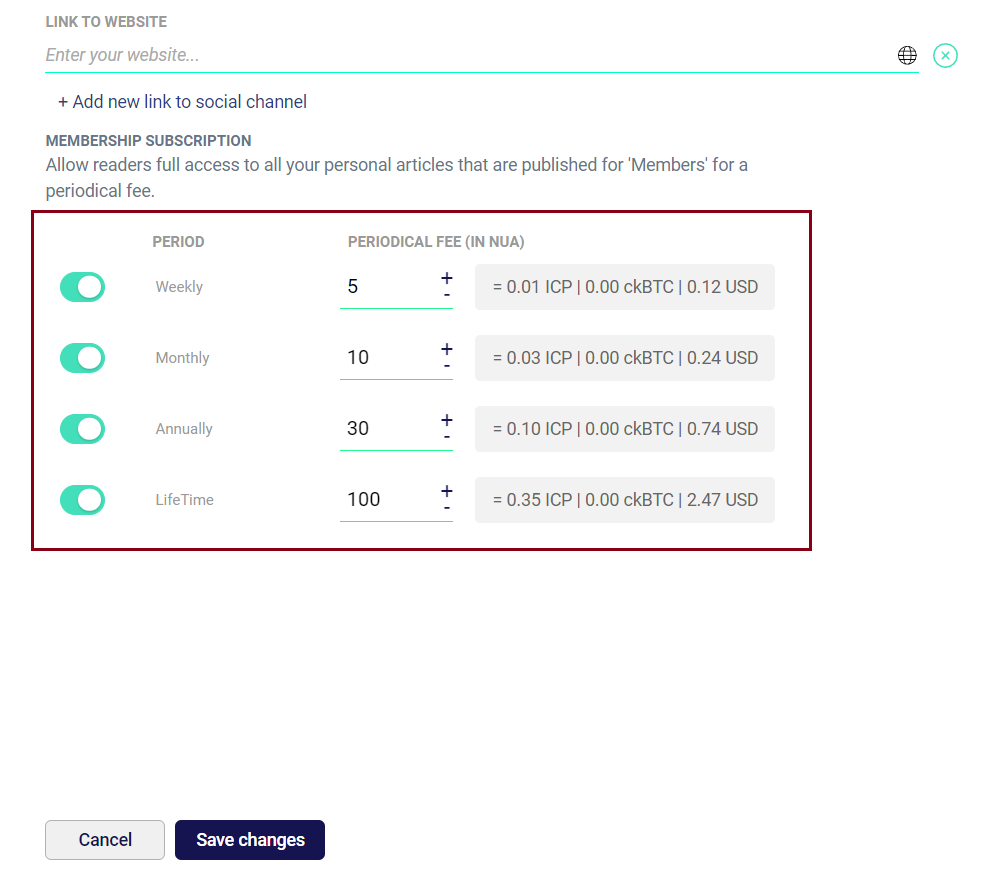 LINK TO WEBSITE
Enter your website...
+ Add new link to social channel
MEMBERSHIP SUBSCRIPTION
Allow readers full access to all your personal articles that are published for 'Members' for a
periodical fee.
PERIOD PERIODICAL FEE (IN NUA)
Weekly 5 + - = 0.01 ICP | 0.00 ckBTC | 0.12 USD
Monthly 10 + - = 0.03 ICP | 0.00 ckBTC | 0.24 USD
Annually 30 + - = 0.10 ICP | 0.00 ckBTC | 0.74 USD
LifeTime 100 + - = 0.35 ICP | 0.00 ckBTC | 2.47 USD
Cancel Save changes